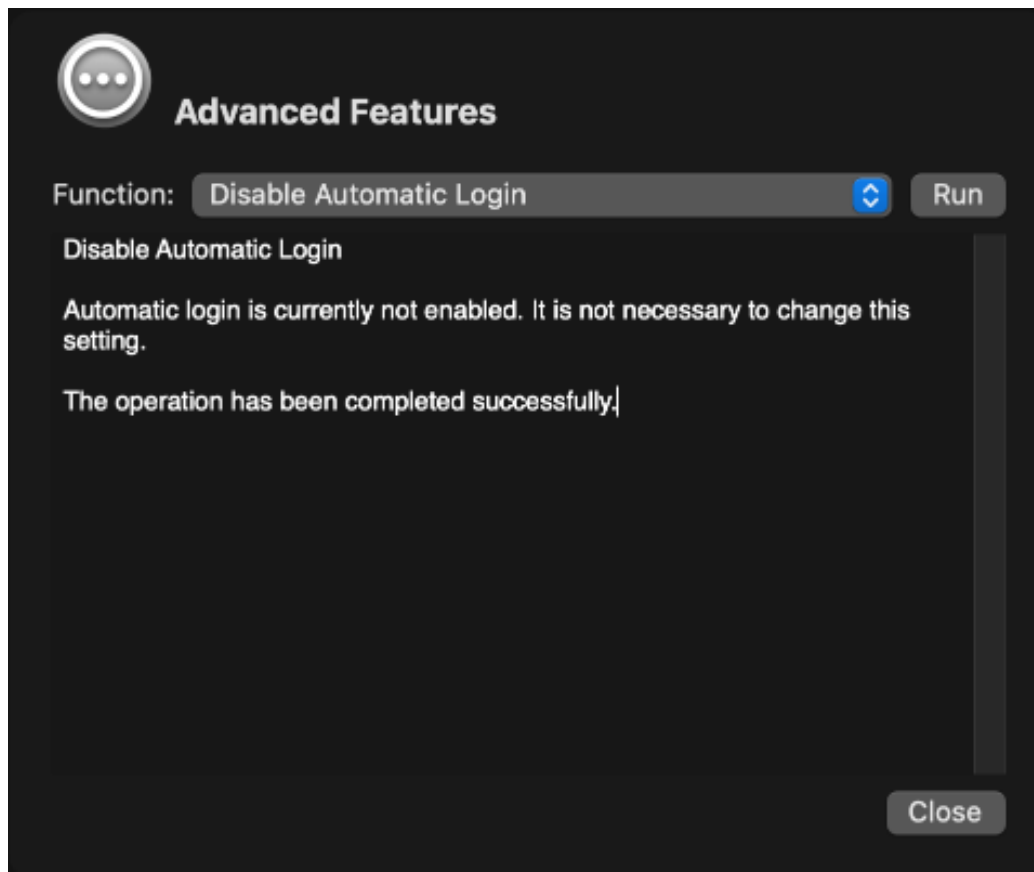 Advanced Features
Function: Disable Automatic Login Run
Disable Automatic Login
Automatic login is currently not enabled. It is not necessary to change this
setting.
The operation has been completed successfully.
Close